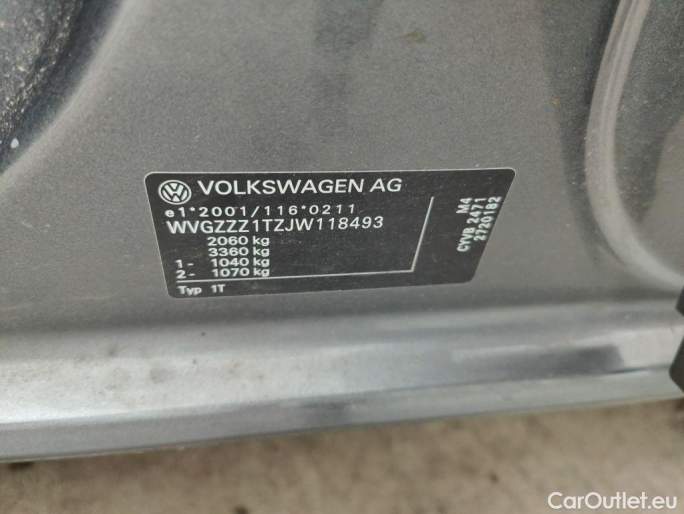 VOLKSWAGEN AG
e1*2001/116*0211
WVGZZZ1TZJW118493
2060 kg
3360 kg
1- 1040 kg
2- 1070 kg
Typ 1T
M4
CYVB 2471
2720182
CarOutlet.eu